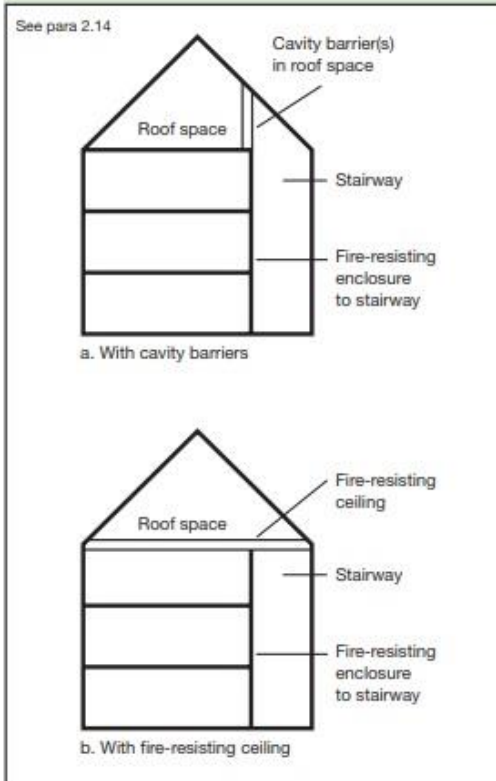 See para 2.14
Cavity barrier(s)
in roof space
Roof space
Stairway
Fire-resisting
enclosure
to stairway
a. With cavity barriers
Fire-resisting
ceiling
Roof space
Stairway
Fire-resisting
enclosure
to stairway
b. With fire-resisting ceiling